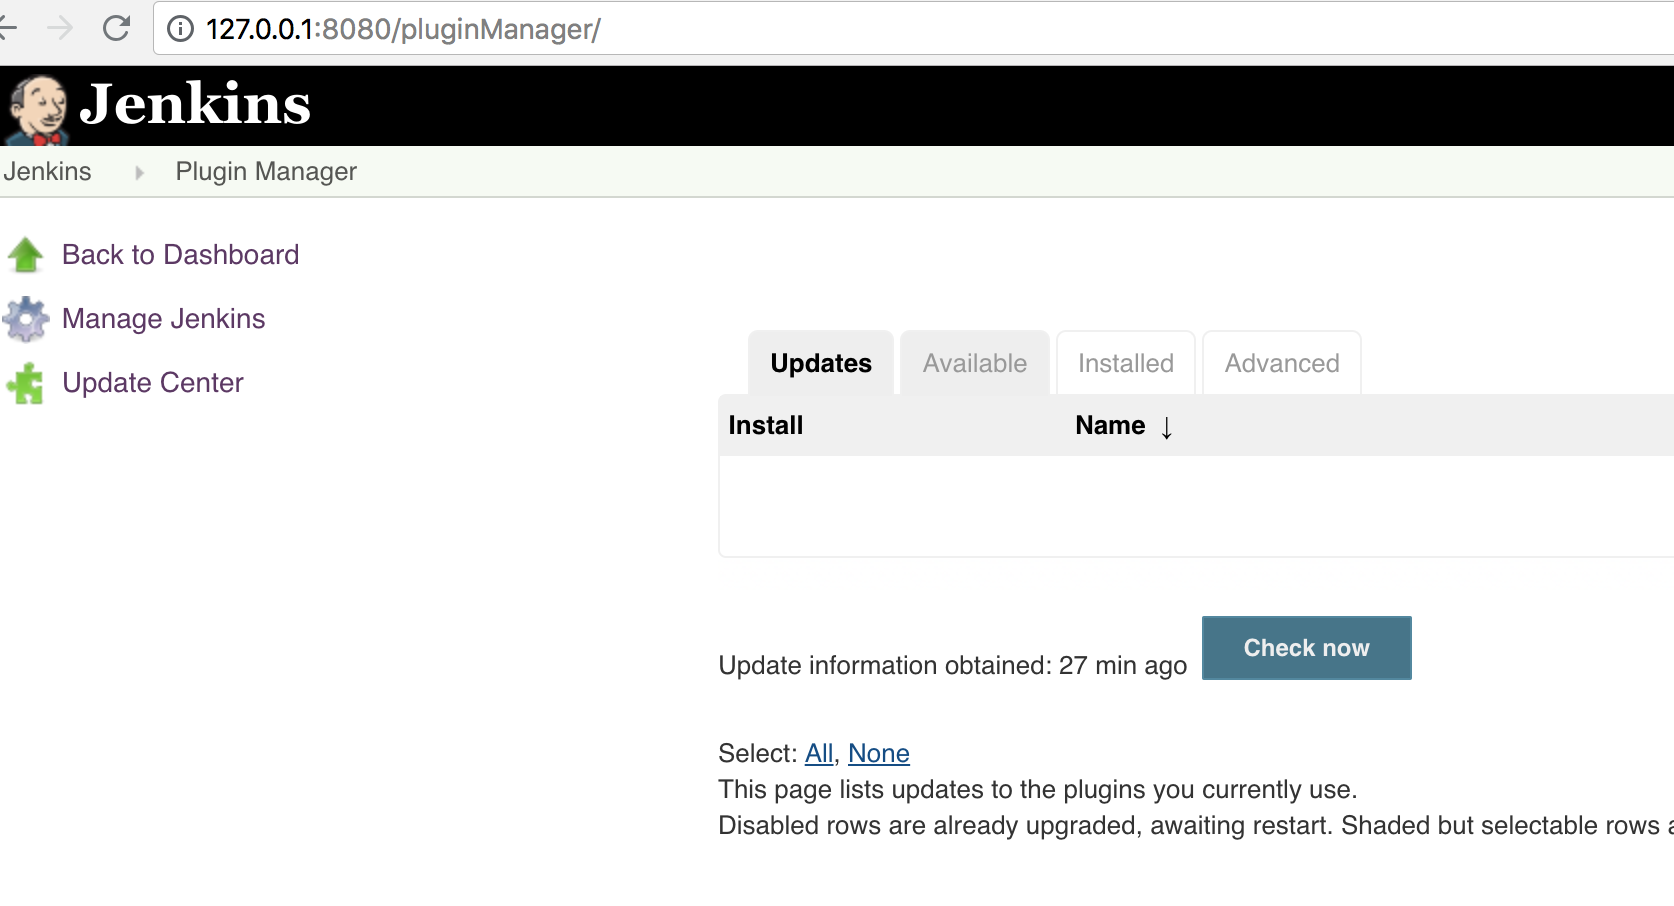 127.0.0.1:8080/pluginManager/
Jenkins
Jenkins Plugin Manager
Back to Dashboard
Manage Jenkins
Update Center
Updates Available Installed Advanced
Install Name ↓
Update information obtained: 27 min ago Check now
Select: All, None
This page lists updates to the plugins you currently use.
Disabled rows are already upgraded, awaiting restart. Shaded but selectable rows